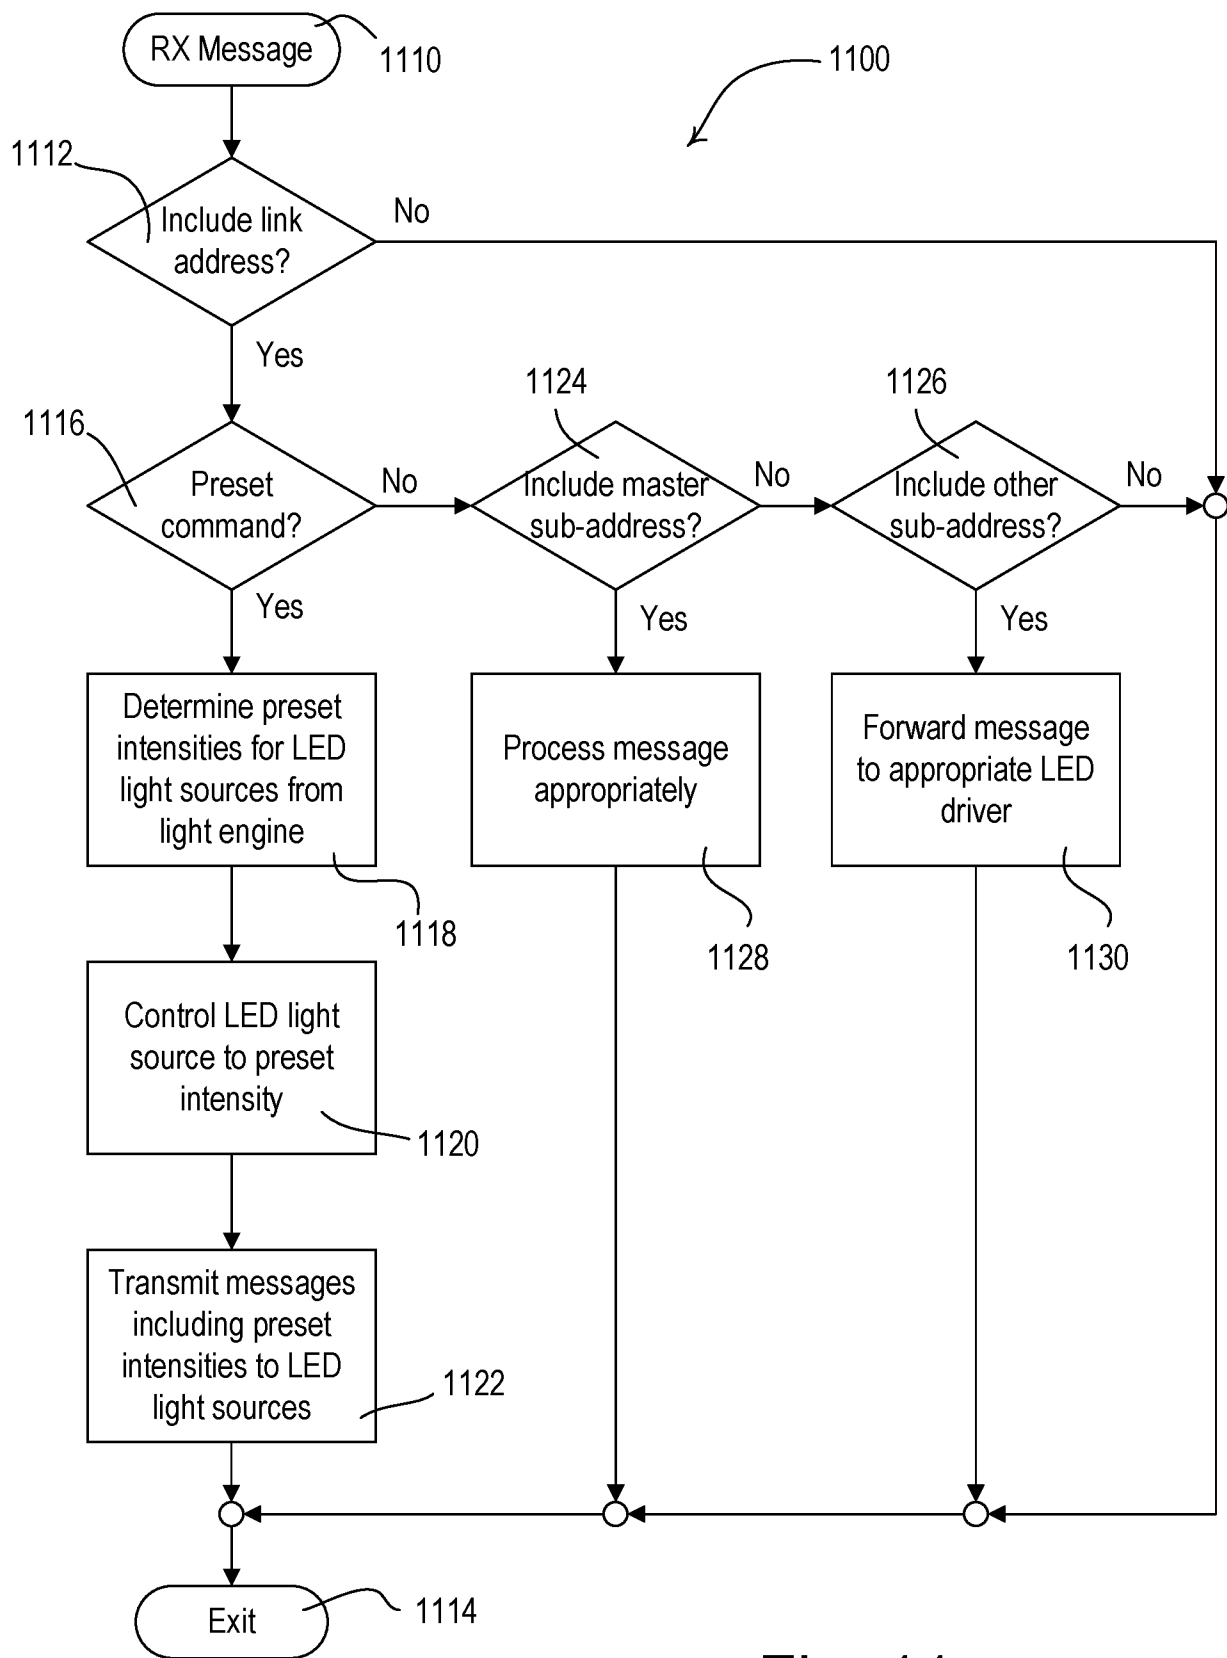 RX Message
1110
1100
1112
Include link
address?
No
Yes
1124
1126
1116
Preset
command?
No
Include master
sub-address?
No
Include other
sub-address?
No
Yes
Yes
Yes
Determine preset
intensities for LED
light sources from
light engine
Process message
appropriately
Forward message
to appropriate LED
driver
1118
1128
1130
Control LED light
source to preset
intensity
1120
Transmit messages
including preset
intensities to LED
light sources
1122
Exit
1114